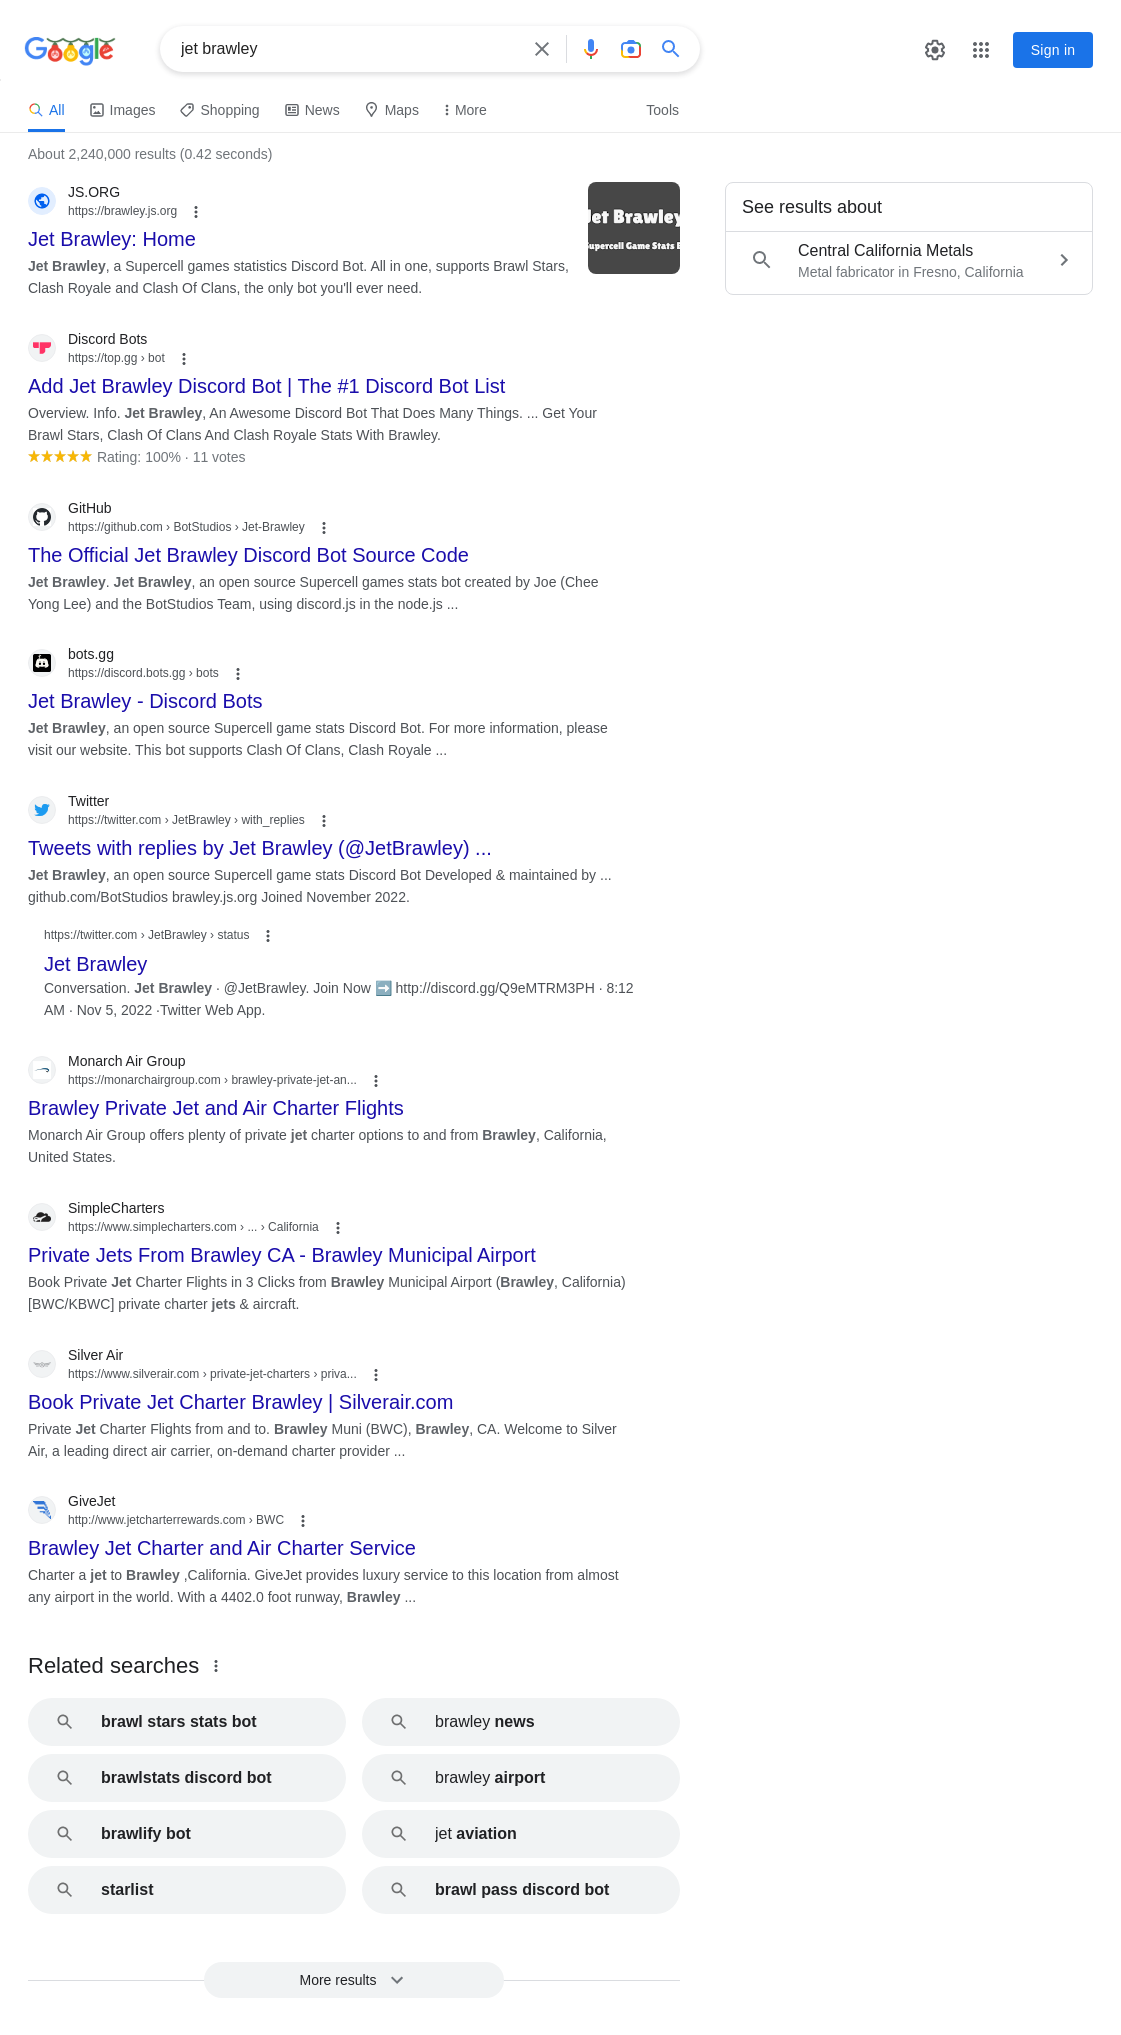 Google
jet brawley
Sign in
All
Images
Shopping
News
Maps
More
Tools
About 2,240,000 results (0.42 seconds)
JS.ORG
https://brawley.js.org
Jet Brawley: Home
Jet Brawley, a Supercell games statistics Discord Bot. All in one, supports Brawl Stars,
Clash Royale and Clash Of Clans, the only bot you'll ever need.
Jet Brawley
Supercell Game Stats B
See results about
Central California Metals
Metal fabricator in Fresno, California
Discord Bots
https://top.gg › bot
Add Jet Brawley Discord Bot | The #1 Discord Bot List
Overview. Info. Jet Brawley, An Awesome Discord Bot That Does Many Things. ... Get Your
Brawl Stars, Clash Of Clans And Clash Royale Stats With Brawley.
Rating: 100% · 11 votes
GitHub
https://github.com › BotStudios › Jet-Brawley
The Official Jet Brawley Discord Bot Source Code
Jet Brawley. Jet Brawley, an open source Supercell games stats bot created by Joe (Chee
Yong Lee) and the BotStudios Team, using discord.js in the node.js ...
bots.gg
https://discord.bots.gg › bots
Jet Brawley - Discord Bots
Jet Brawley, an open source Supercell game stats Discord Bot. For more information, please
visit our website. This bot supports Clash Of Clans, Clash Royale ...
Twitter
https://twitter.com › JetBrawley › with_replies
Tweets with replies by Jet Brawley (@JetBrawley) ...
Jet Brawley, an open source Supercell game stats Discord Bot Developed & maintained by ...
github.com/BotStudios brawley.js.org Joined November 2022.
https://twitter.com › JetBrawley › status
Jet Brawley
Conversation. Jet Brawley · @JetBrawley. Join Now ➡️ http://discord.gg/Q9eMTRM3PH · 8:12
AM · Nov 5, 2022 ·Twitter Web App.
Monarch Air Group
https://monarchairgroup.com › brawley-private-jet-an...
Brawley Private Jet and Air Charter Flights
Monarch Air Group offers plenty of private jet charter options to and from Brawley, California,
United States.
SimpleCharters
https://www.simplecharters.com › ... › California
Private Jets From Brawley CA - Brawley Municipal Airport
Book Private Jet Charter Flights in 3 Clicks from Brawley Municipal Airport (Brawley, California)
[BWC/KBWC] private charter jets & aircraft.
Silver Air
https://www.silverair.com › private-jet-charters › priva...
Book Private Jet Charter Brawley | Silverair.com
Private Jet Charter Flights from and to. Brawley Muni (BWC), Brawley, CA. Welcome to Silver
Air, a leading direct air carrier, on-demand charter provider ...
GiveJet
http://www.jetcharterrewards.com › BWC
Brawley Jet Charter and Air Charter Service
Charter a jet to Brawley ,California. GiveJet provides luxury service to this location from almost
any airport in the world. With a 4402.0 foot runway, Brawley ...
Related searches
brawl stars stats bot
brawley news
brawlstats discord bot
brawley airport
brawlify bot
jet aviation
starlist
brawl pass discord bot
More results